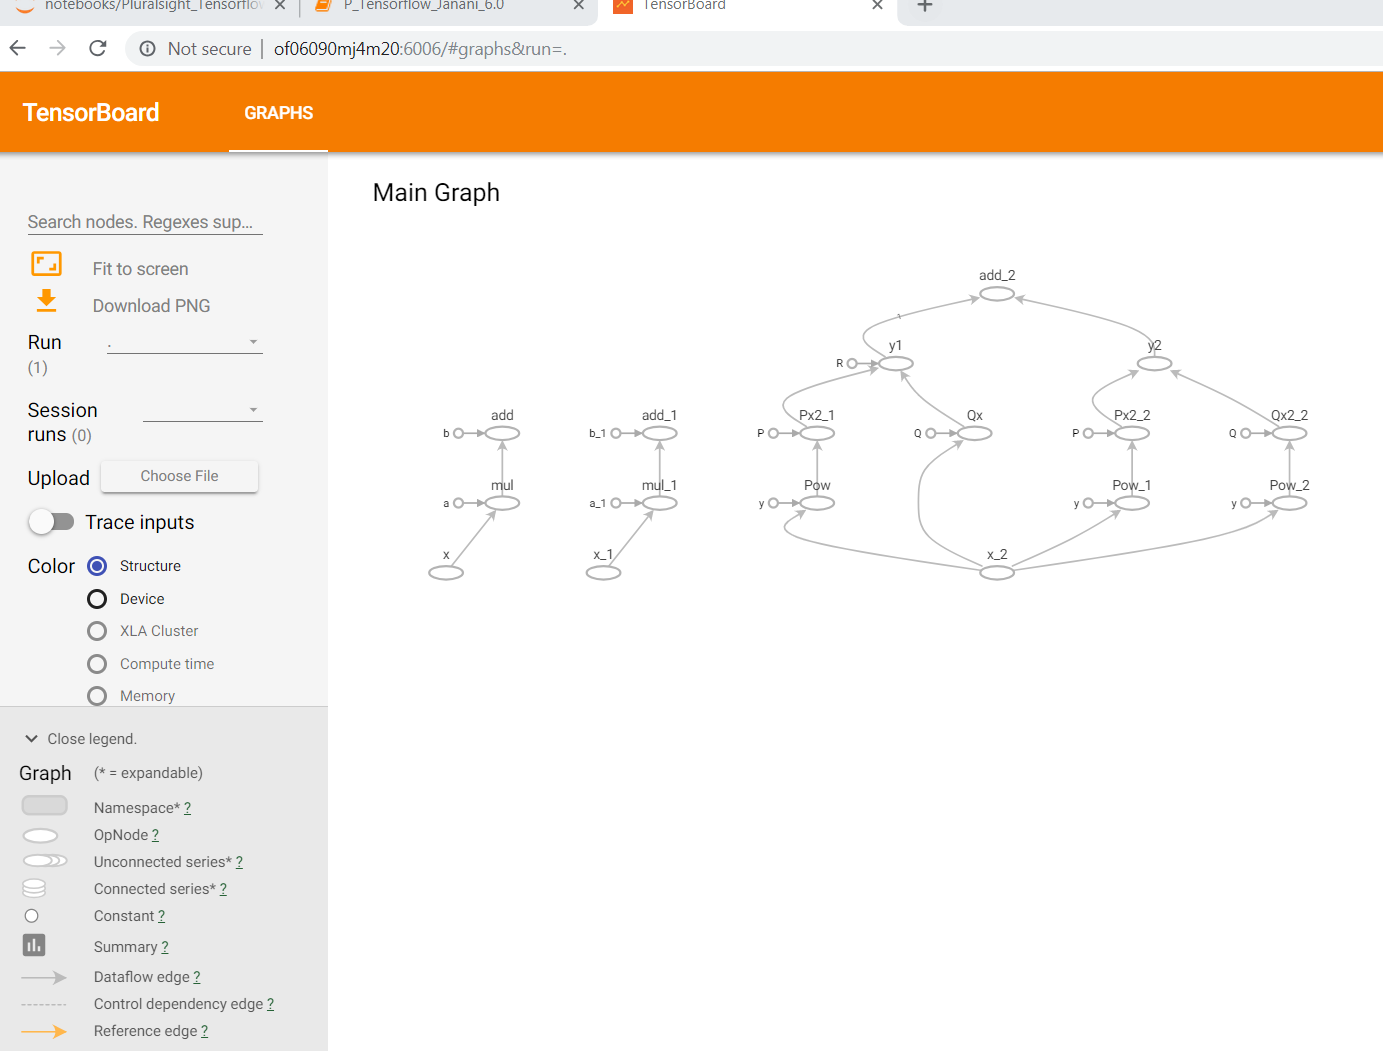 notebooks/Pluralsight_Tensorflo
P_Tensorflow_Janani_6.0
TensorBoard
Not secure | of06090mj4m20:6006/#graphs&run=.
TensorBoard
GRAPHS
Search nodes. Regexes sup...
Fit to screen
Download PNG
Run
(1)
.
Session
runs (0)
Upload
Choose File
Trace inputs
Color
Structure
Device
XLA Cluster
Compute time
Memory
Close legend.
Graph
(* = expandable)
Namespace* ?
OpNode ?
Unconnected series* ?
Connected series* ?
Constant ?
Summary ?
Dataflow edge ?
Control dependency edge ?
Reference edge ?
Main Graph
add_2
y1
y2
R
add
add_1
Px2_1
Qx
Px2_2
Qx2_2
b
b_1
P
Q
P
Q
mul
mul_1
Pow
Pow_1
Pow_2
a
a_1
y
y
y
x
x_1
x_2